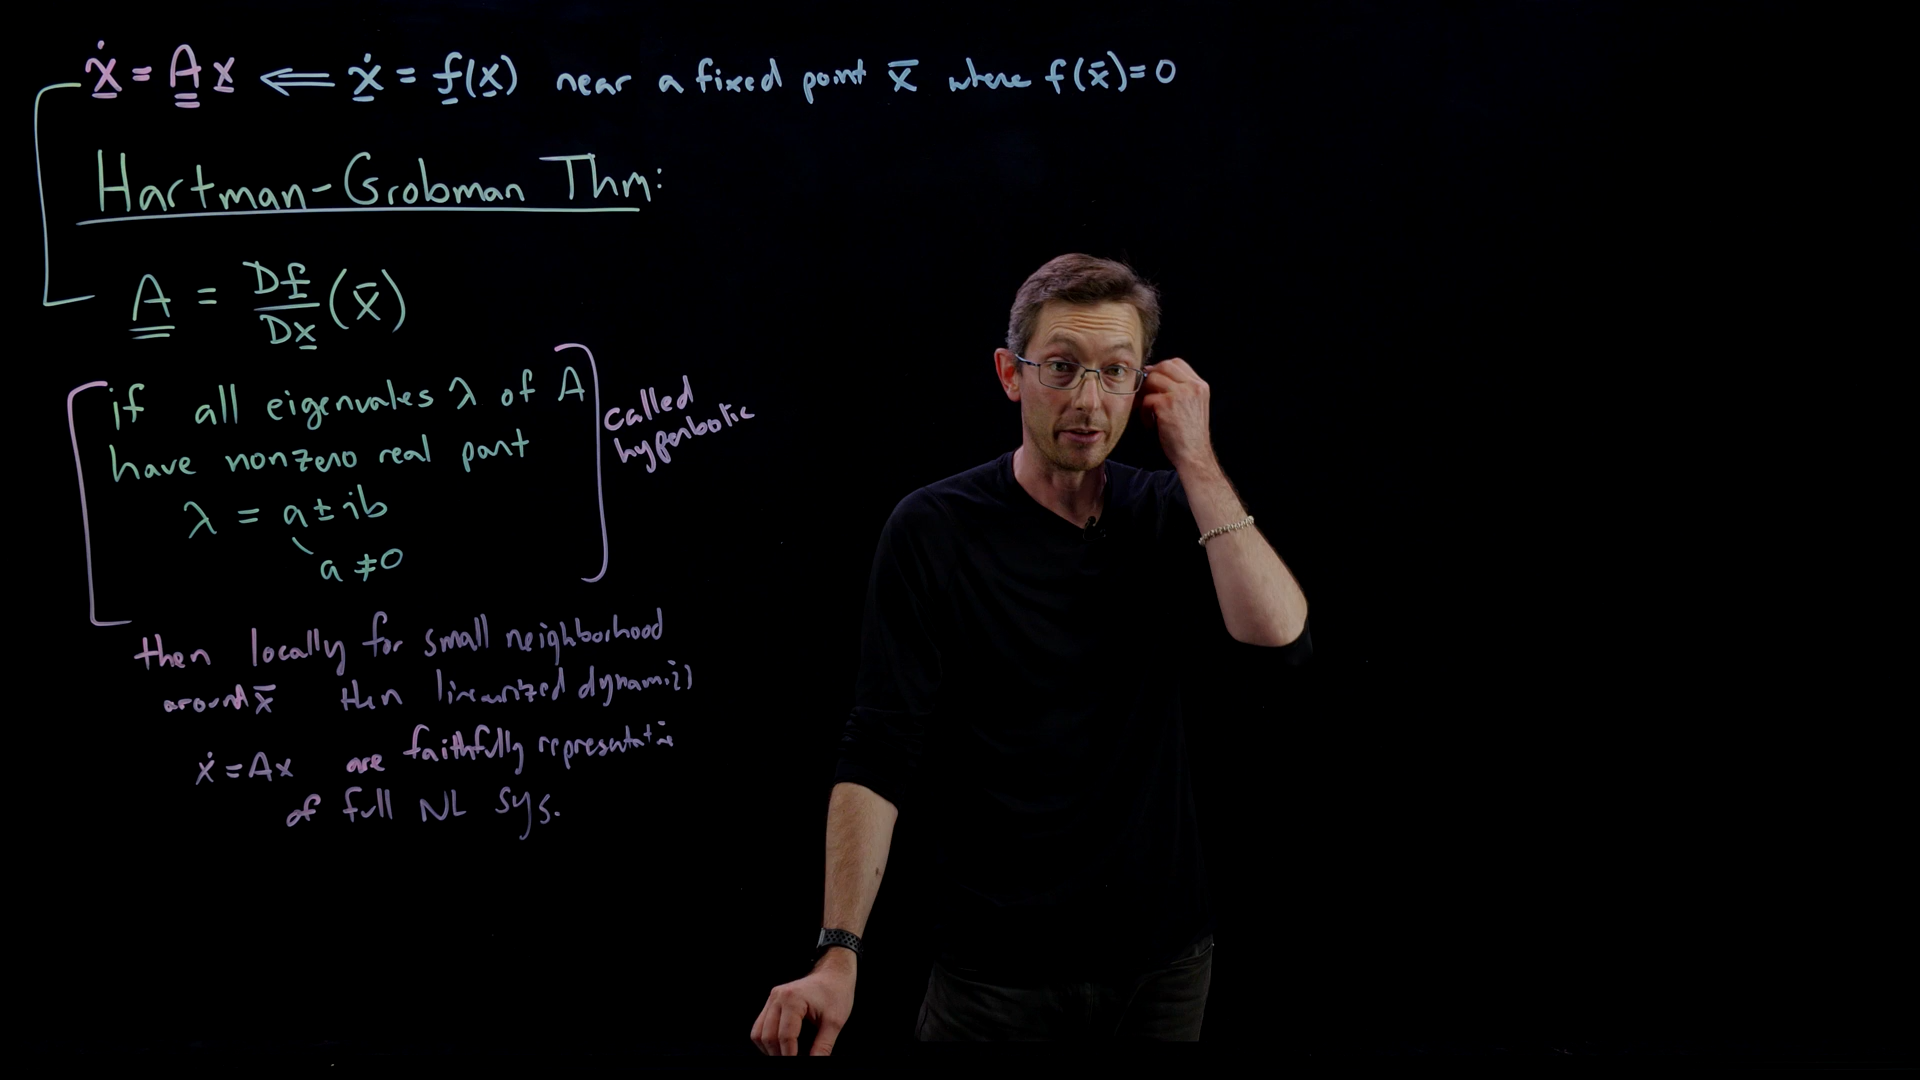 ẋ = A x ⟸ ẋ = f(x) near a fixed point x̄ where f(x̄)=0
Hartman-Grobman Thm:
A = Df/Dx (x̄)
if all eigenvales λ of A
have nonzero real part
λ = a ± ib
a ≠ 0
called
hyperbolic
then locally for small neighborhood
around x̄ then linearized dynamics
ẋ = Ax are faithfully representative
of full NL sys.